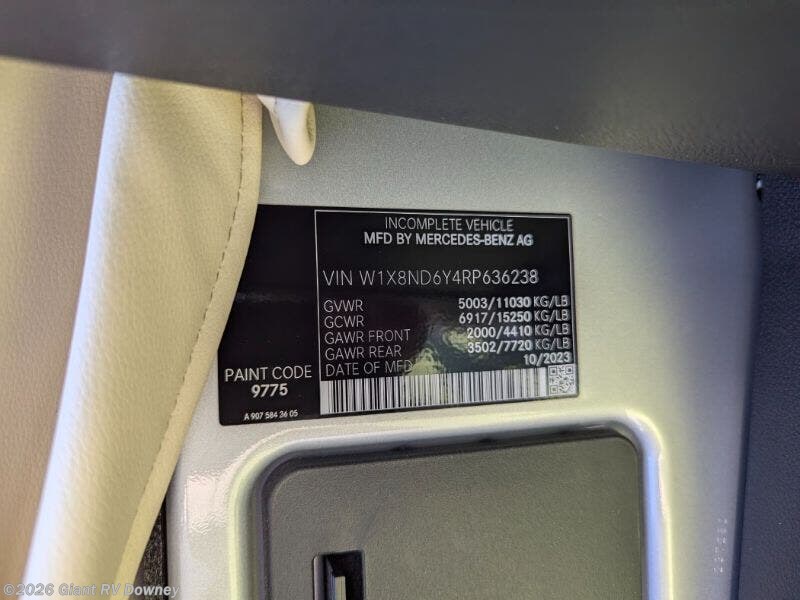 INCOMPLETE VEHICLE
MFD BY MERCEDES-BENZ AG
VIN W1X8ND6Y4RP636238
GVWR 5003/11030 KG/LB
GCWR 6917/15250 KG/LB
GAWR FRONT 2000/4410 KG/LB
GAWR REAR 3502/7720 KG/LB
DATE OF MFD 10/2023
PAINT CODE
9775
A 907 584 36 05
©2026 Giant RV Downey